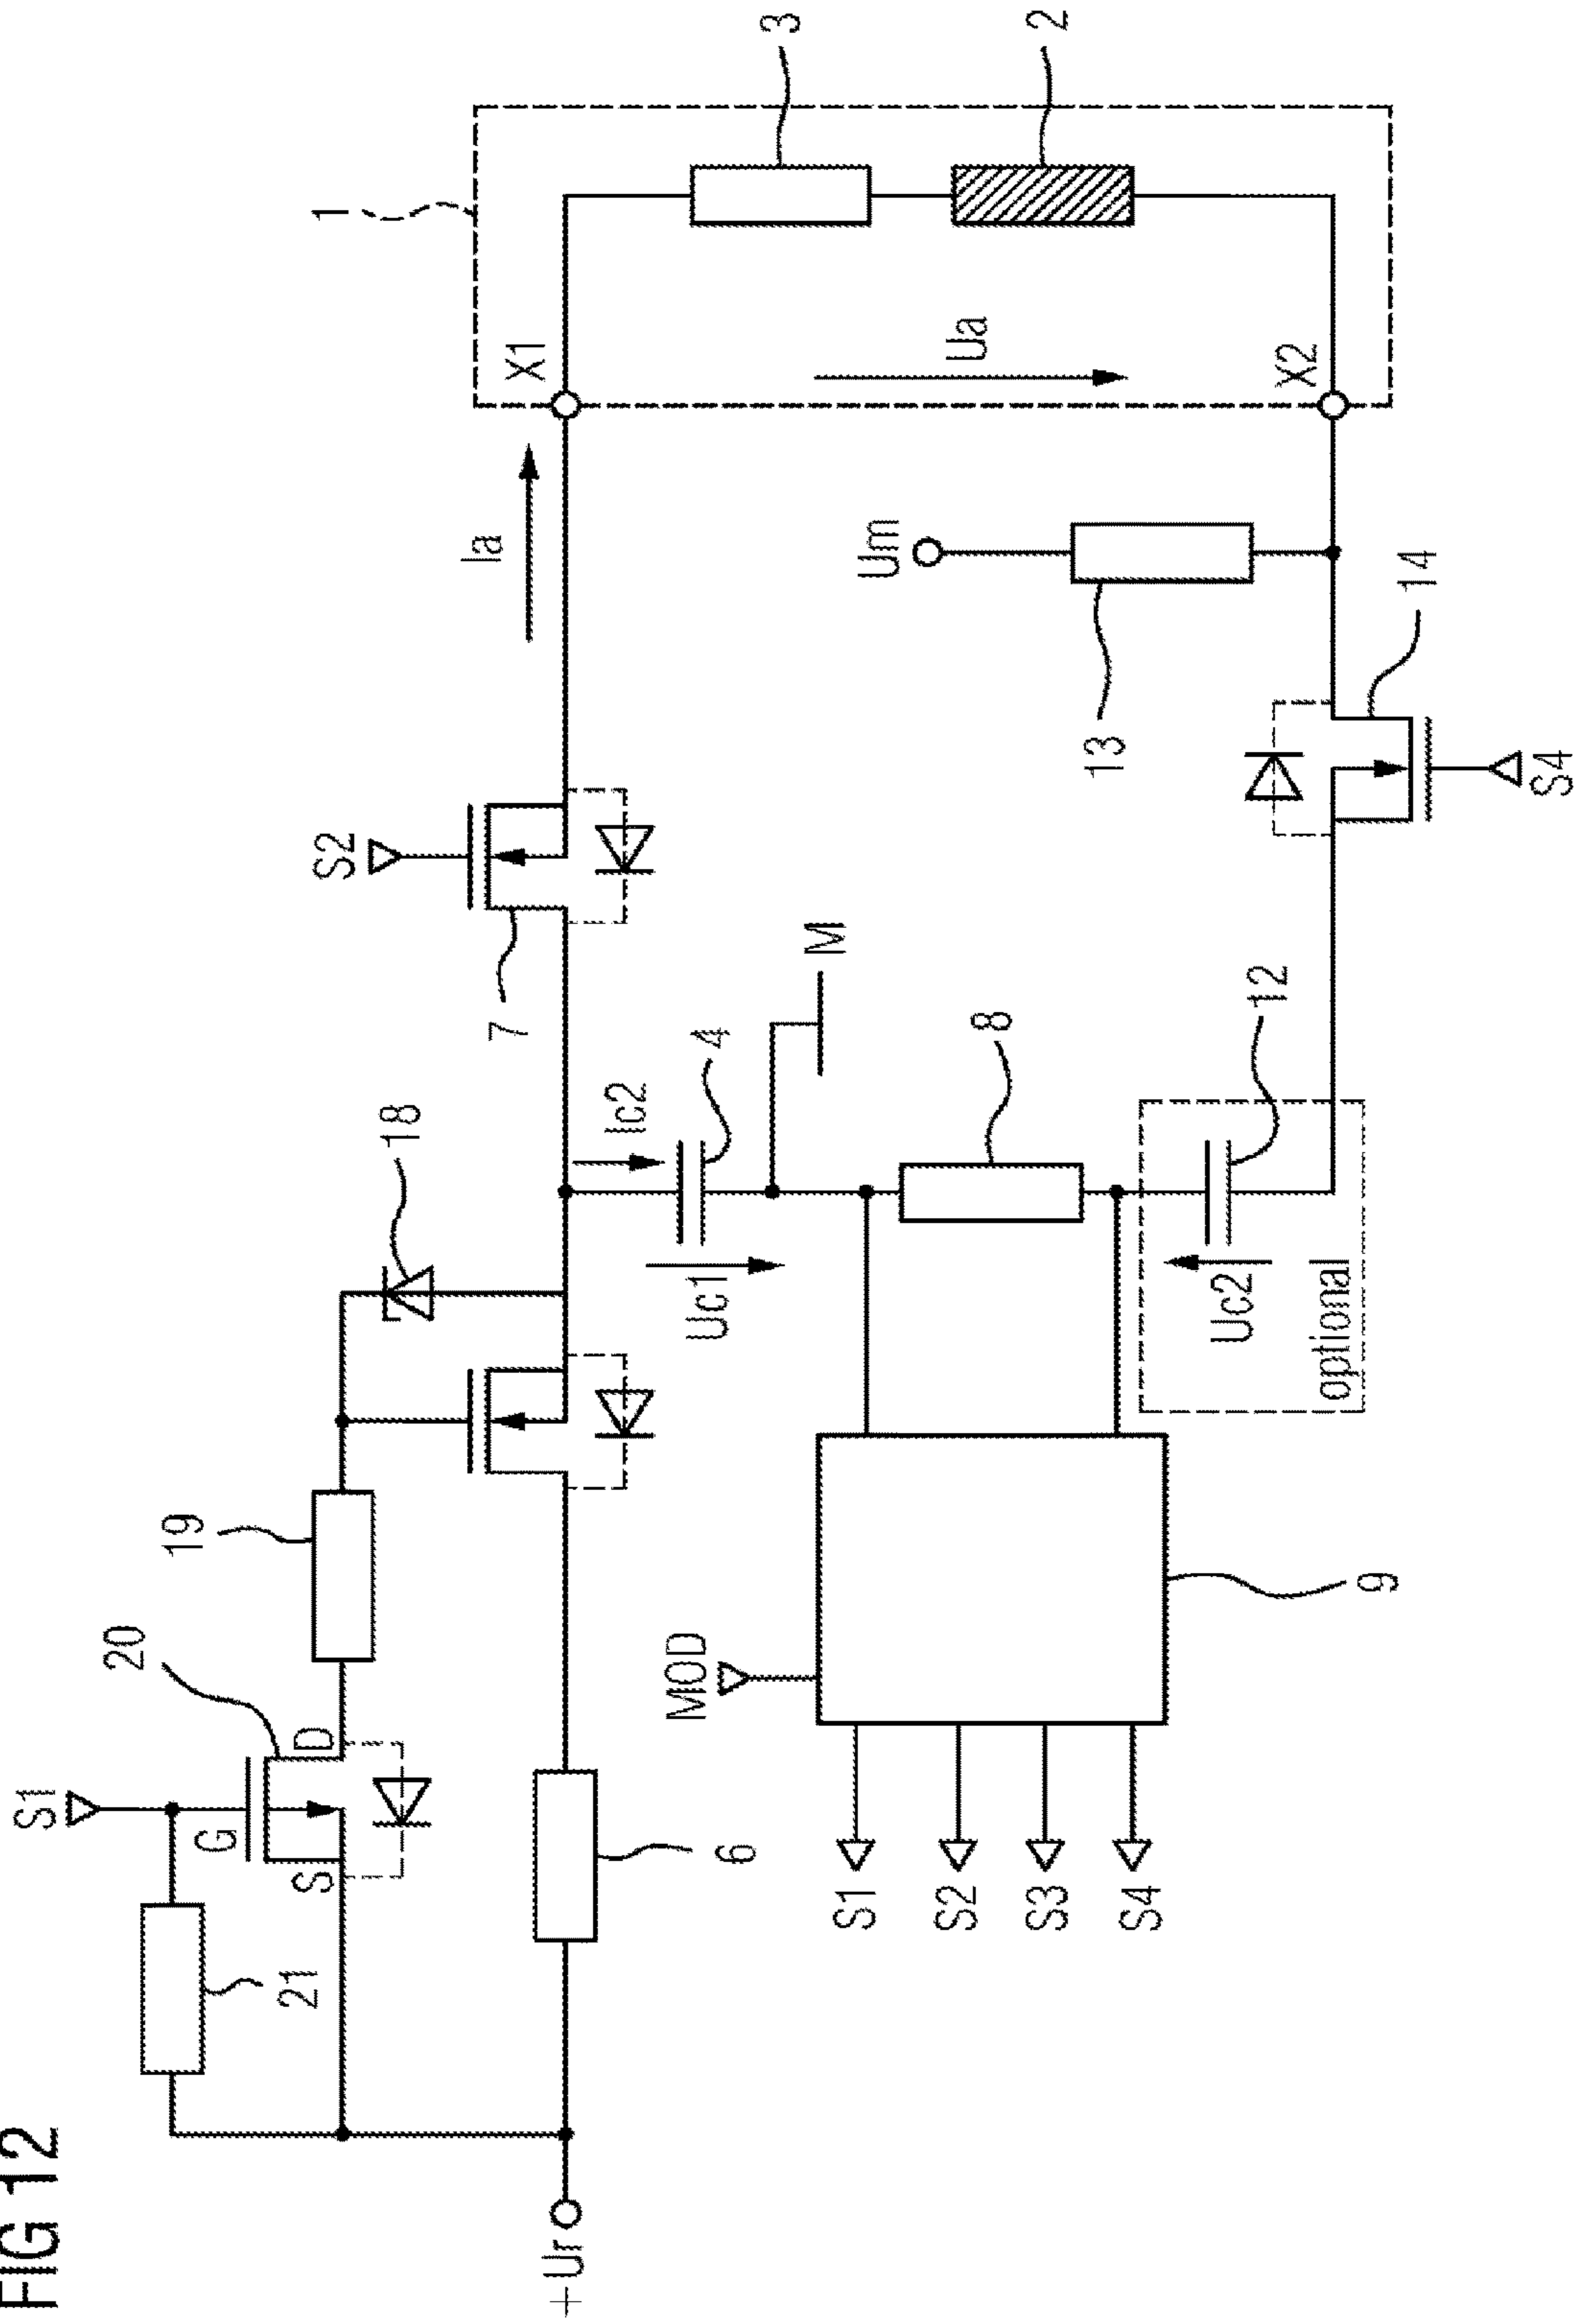 FIG 12
S1
G
S
D
20
21
19
18
S2
7
Ia
X1
1
3
2
Ua
X2
+Ur
6
Ic2
4
Uc1
M
8
Um
13
14
S4
12
Uc2
optional
MOD
9
S1
S2
S3
S4